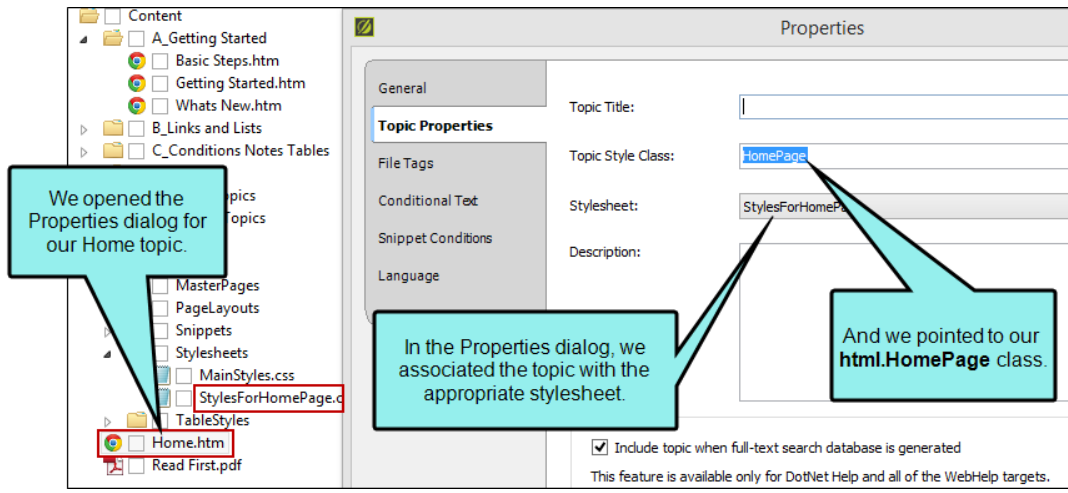 Content
A_Getting Started
Basic Steps.htm
Getting Started.htm
Whats New.htm
B_Links and Lists
C_Conditions Notes Tables
Topics
MasterPages
PageLayouts
Snippets
Stylesheets
MainStyles.css
StylesForHomePage.c
TableStyles
Home.htm
Read First.pdf
We opened the
Properties dialog for
our Home topic.
Properties
General
Topic Properties
File Tags
Conditional Text
Snippet Conditions
Language
Topic Title:
Topic Style Class:
HomePage
Stylesheet:
StylesForHomePa
Description:
In the Properties dialog, we
associated the topic with the
appropriate stylesheet.
And we pointed to our
html.HomePage class.
Include topic when full-text search database is generated
This feature is available only for DotNet Help and all of the WebHelp targets.